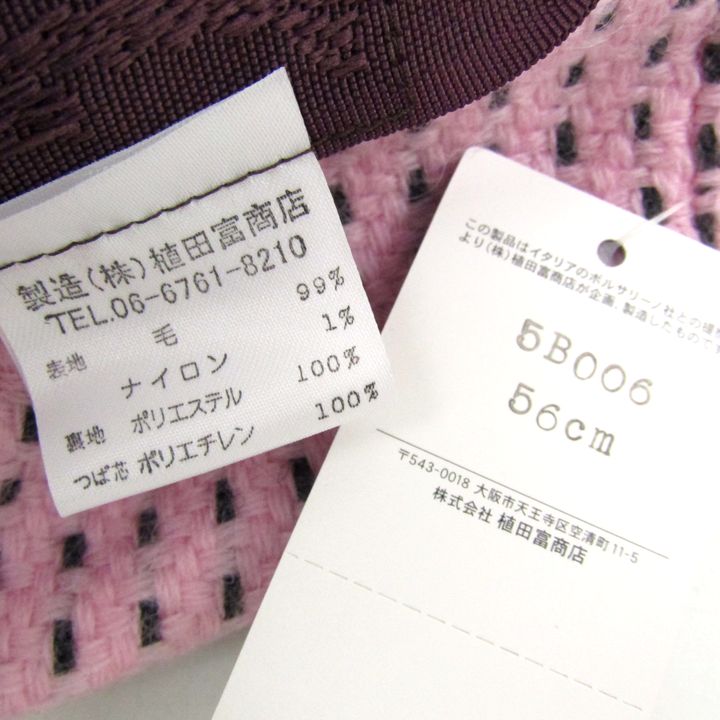 製造(株)植田富商店
TEL.06-6761-8210
表地 毛 99%
ナイロン 1%
裏地 ポリエステル 100%
つば芯 ポリエチレン 100%
この製品はイタリアのボルサリーノ社との提
より(株)植田富商店が企画、製造したものです
5B006
56cm
〒543-0018 大阪市天王寺区空清町11-5
株式会社 植田富商店